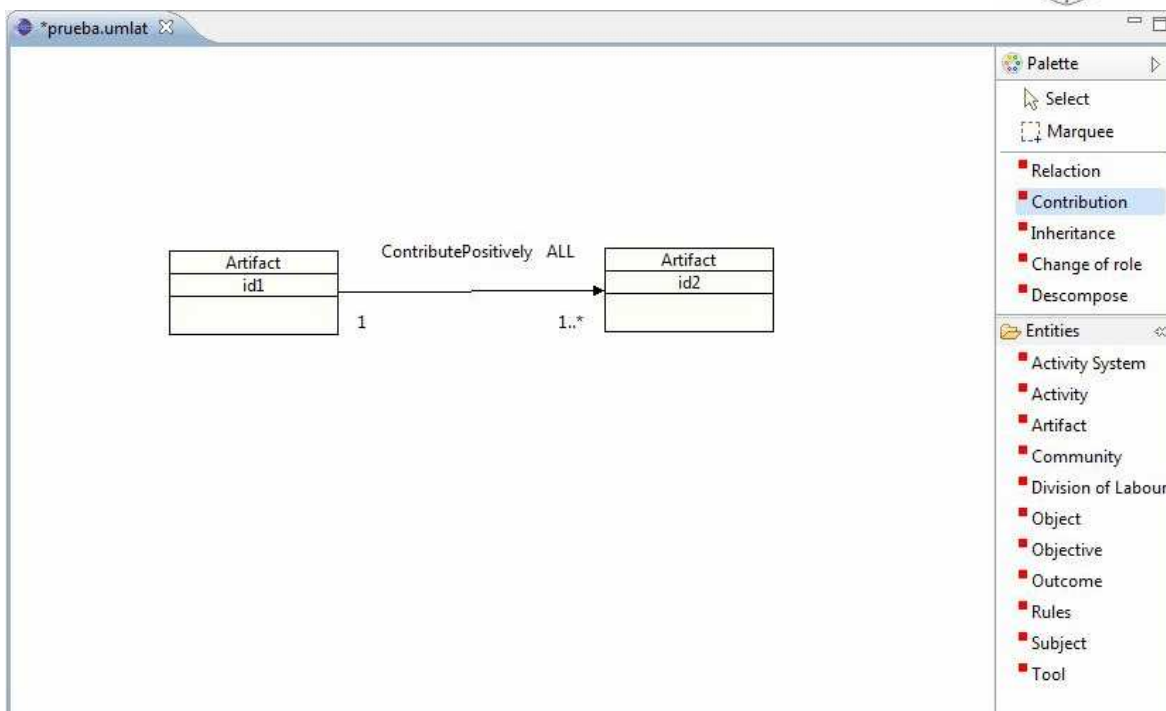 *prueba.umlat
Palette
Select
Marquee
Relaction
Contribution
Inheritance
Change of role
Descompose
Entities
Activity System
Activity
Artifact
Community
Division of Labour
Object
Objective
Outcome
Rules
Subject
Tool
Artifact
id1
ContributePositively ALL
1
1..*
Artifact
id2